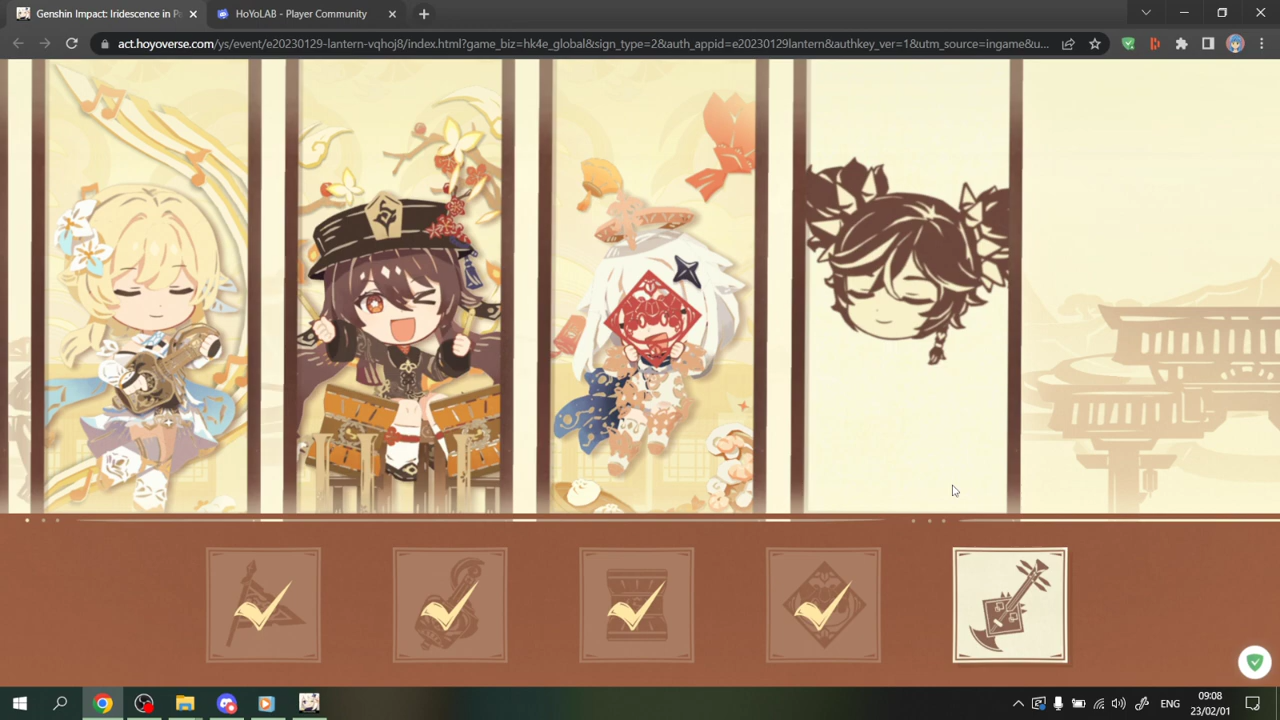 Genshin Impact: Iridescence in P
HoYoLAB - Player Community
act.hoyoverse.com/ys/event/e20230129-lantern-vqhoj8/index.html?game_biz=hk4e_global&sign_type=2&auth_appid=e20230129lantern&authkey_ver=1&utm_source=ingame&u...
ENG
09:08
23/02/01